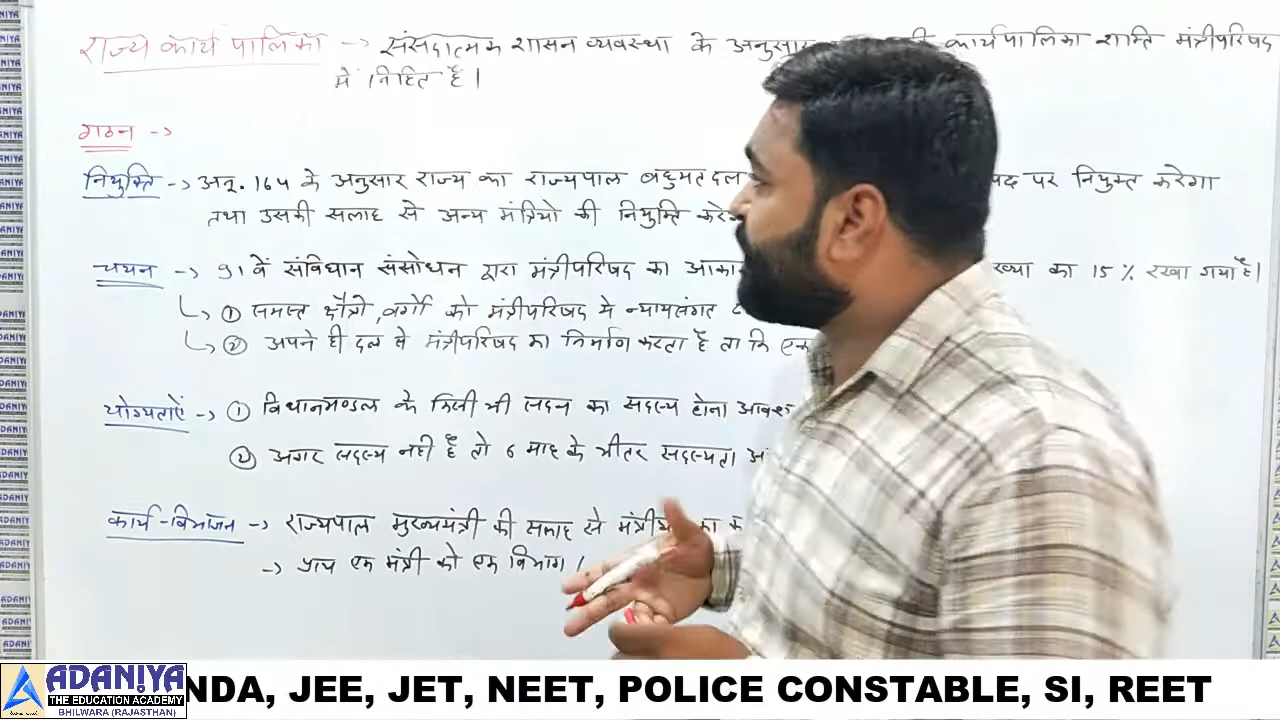 राज्य कार्य पालिका -> संसदात्मक शासन व्यवस्था के अनुसार कार्यपालिका शक्ति मंत्रीपरिषद
में निहित है।
गठन ->
नियुक्ति -> अनु. 164 के अनुसार राज्य का राज्यपाल बहुमत दल पद पर नियुक्त करेगा
तथा उसकी सलाह से अन्य मंत्रियो की नियुक्ति करेगा
चयन -> 91 वें संविधान संसोधन द्वारा मंत्रीपरिषद का आकार का 15% रखा गया है।
① समस्त क्षैत्रो, वर्गो को मंत्रीपरिषद मे न्यायसंगत
② अपने ही दल से मंत्रीपरिषद का निर्माण करता है ता कि एक
योग्यताऐं -> ① विधानमण्डल के किसी भी सदन का सदस्य होना
② अगर सदस्य नही है तो 6 माह के भीतर सदस्यता
कार्य-विभाजन -> राज्यपाल मुख्यमंत्री की सलाह से का
-> प्राय एक मंत्री को एक विभाग।
ADANIYA
THE EDUCATION ACADEMY
BHILWARA (RAJASTHAN)
NDA, JEE, JET, NEET, POLICE CONSTABLE, SI, REET